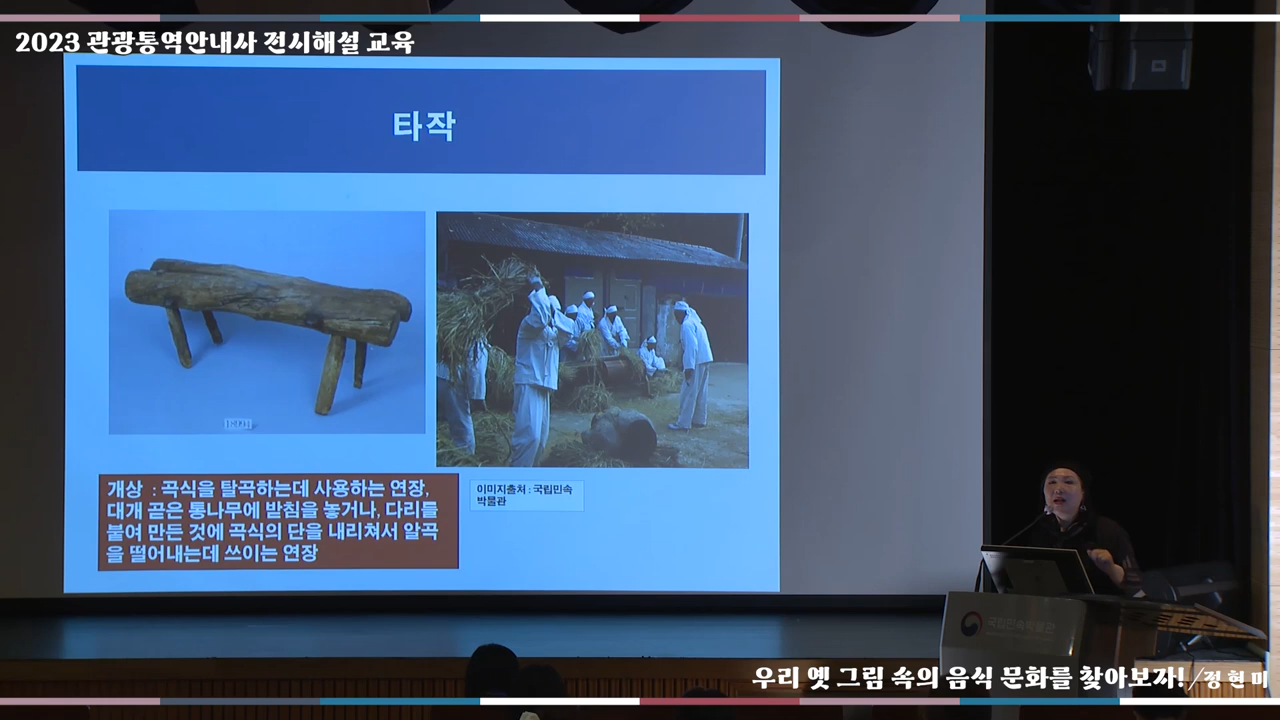 2023 관광통역안내사 전시해설 교육
타작
개상 : 곡식을 탈곡하는데 사용하는 연장,
대개 곧은 통나무에 받침을 놓거나, 다리를
붙여 만든 것에 곡식의 단을 내리쳐서 알곡
을 떨어내는데 쓰이는 연장
이미지출처 : 국립민속
박물관
국립민속박물관
우리 옛 그림 속의 음식 문화를 찾아보자! / 정현미